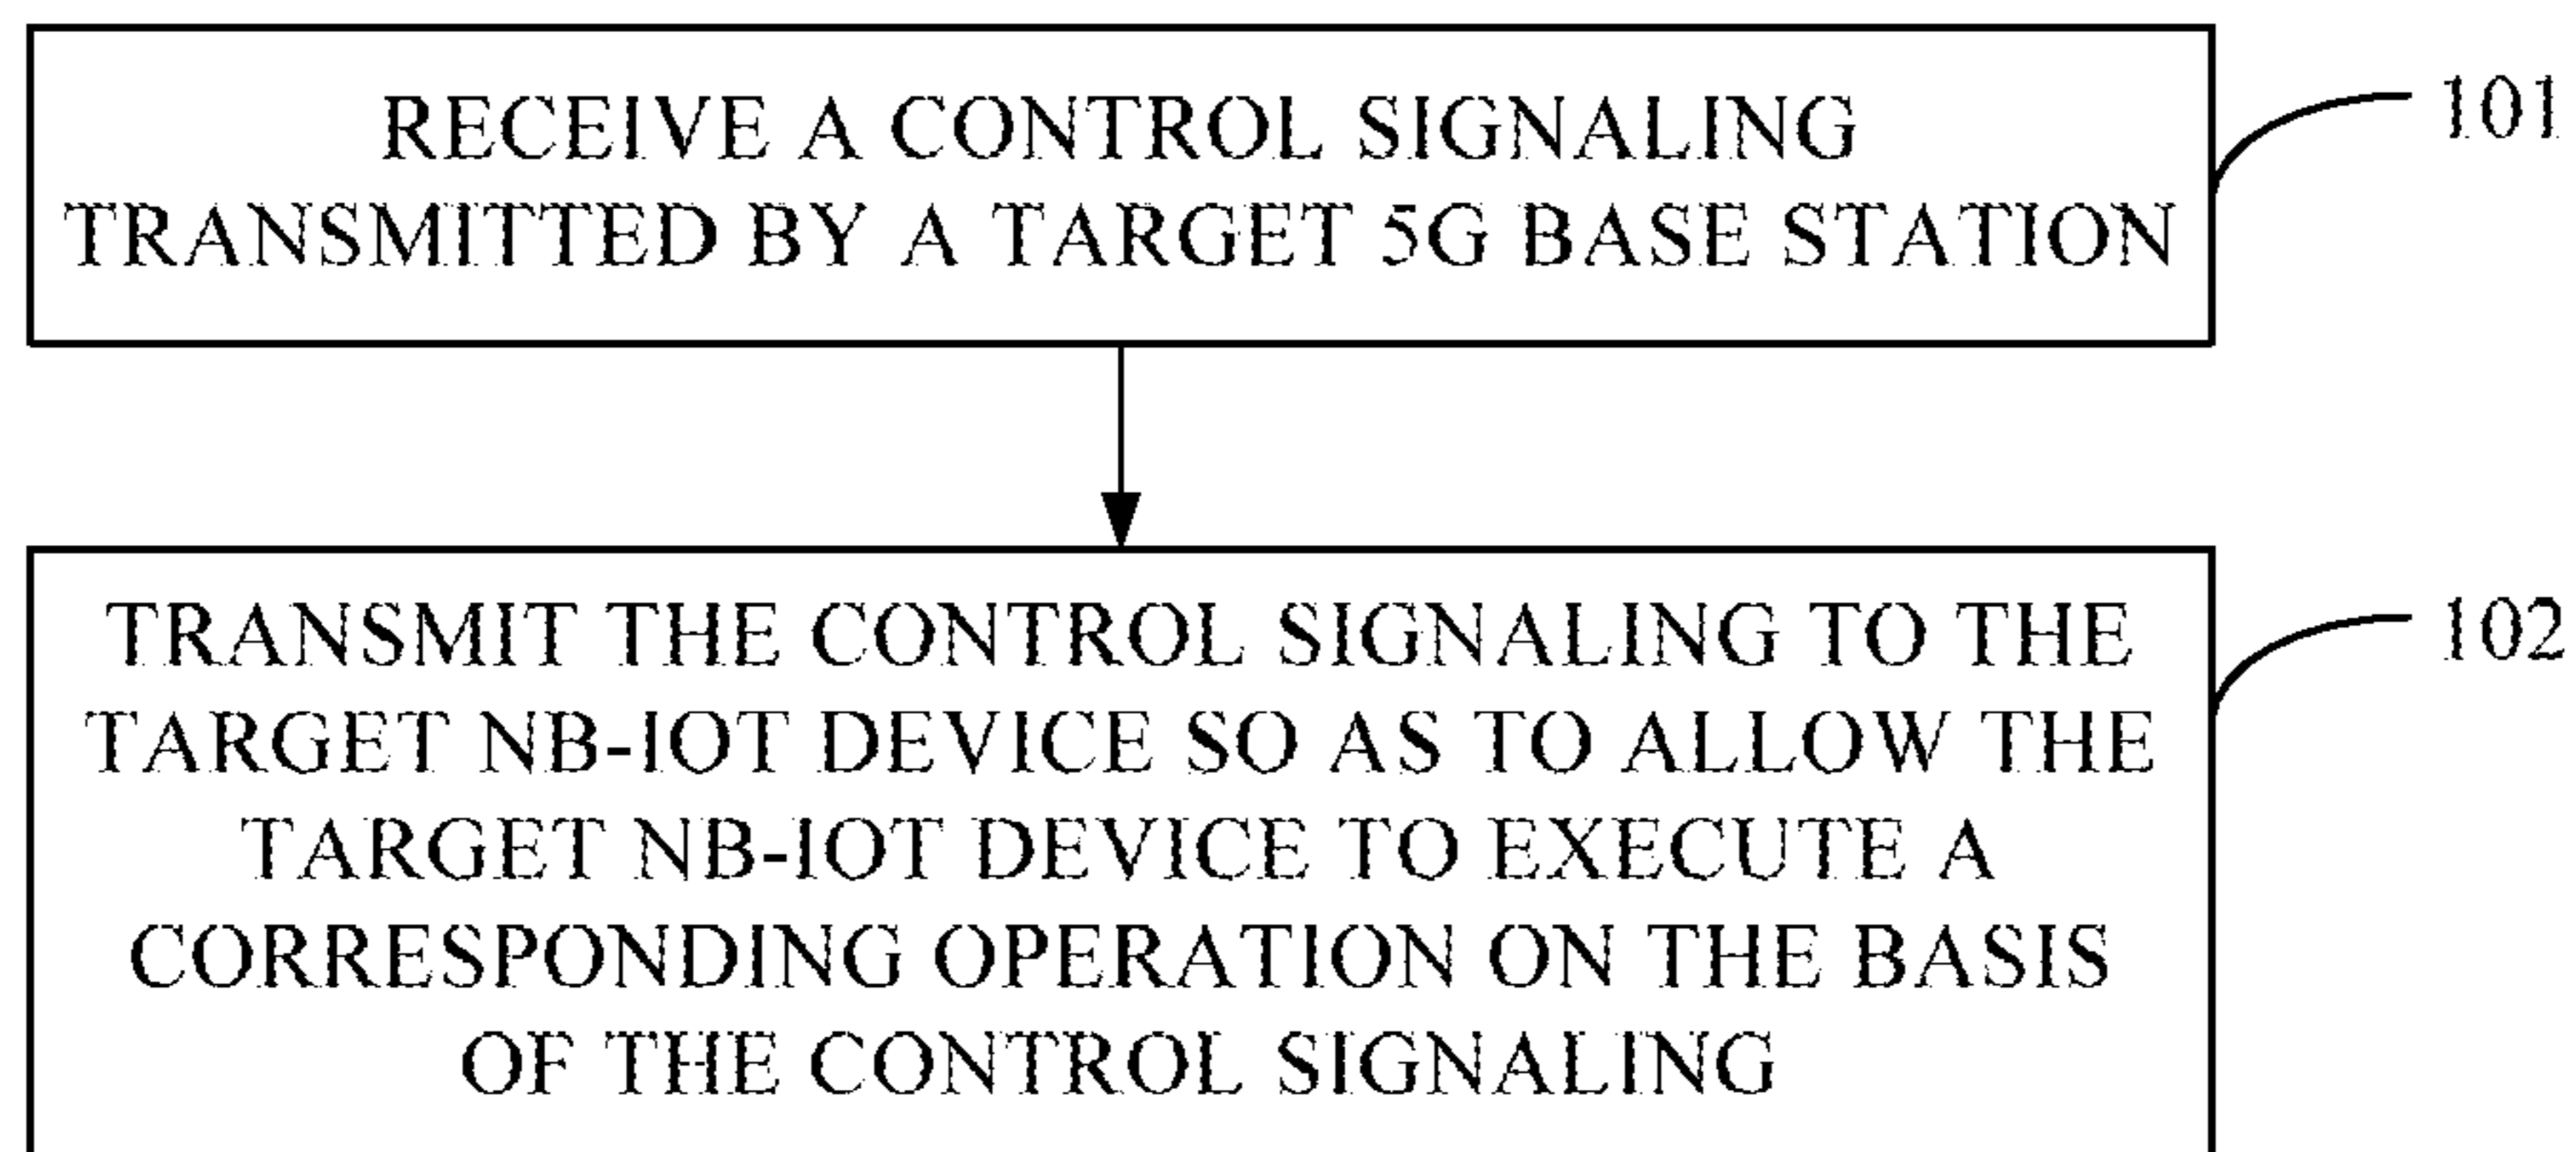 RECEIVE A CONTROL SIGNALING
TRANSMITTED BY A TARGET 5G BASE STATION
101
TRANSMIT THE CONTROL SIGNALING TO THE
TARGET NB-IOT DEVICE SO AS TO ALLOW THE
TARGET NB-IOT DEVICE TO EXECUTE A
CORRESPONDING OPERATION ON THE BASIS
OF THE CONTROL SIGNALING
102